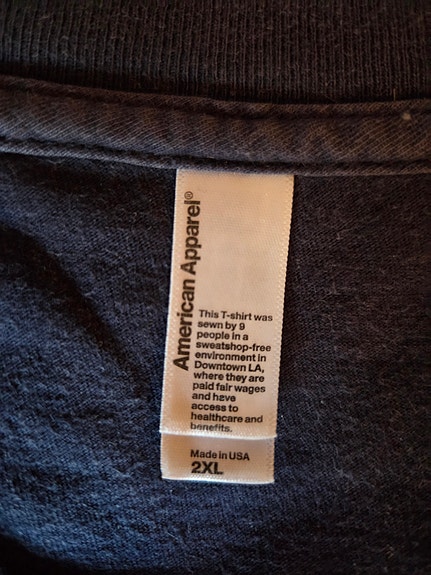 American Apparel®
This T-shirt was
sewn by 9
people in a
sweatshop-free
environment in
Downtown LA,
where they are
paid fair wages
and have
access to
healthcare and
benefits.
Made in USA
2XL